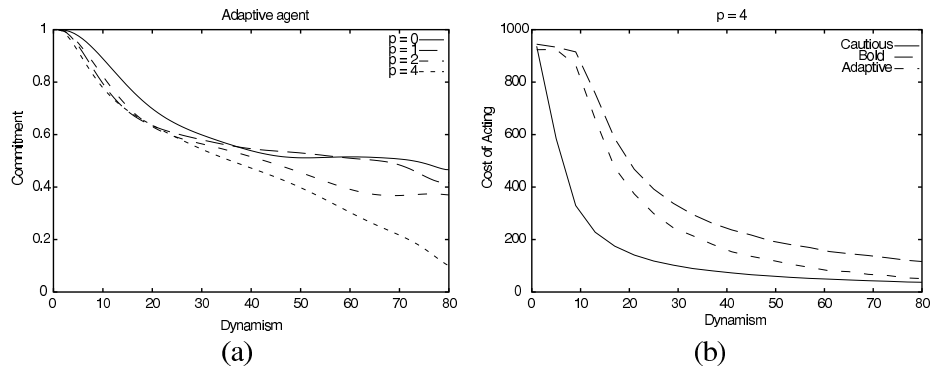 Adaptive agent
1
0.8
0.6
0.4
0.2
0
0 10 20 30 40 50 60 70 80
Commitment
Dynamism
p = 0
p = 1
p = 2
p = 4
(a)
p = 4
1000
800
600
400
200
0
0 10 20 30 40 50 60 70 80
Cost of Acting
Dynamism
Cautious
Bold
Adaptive
(b)